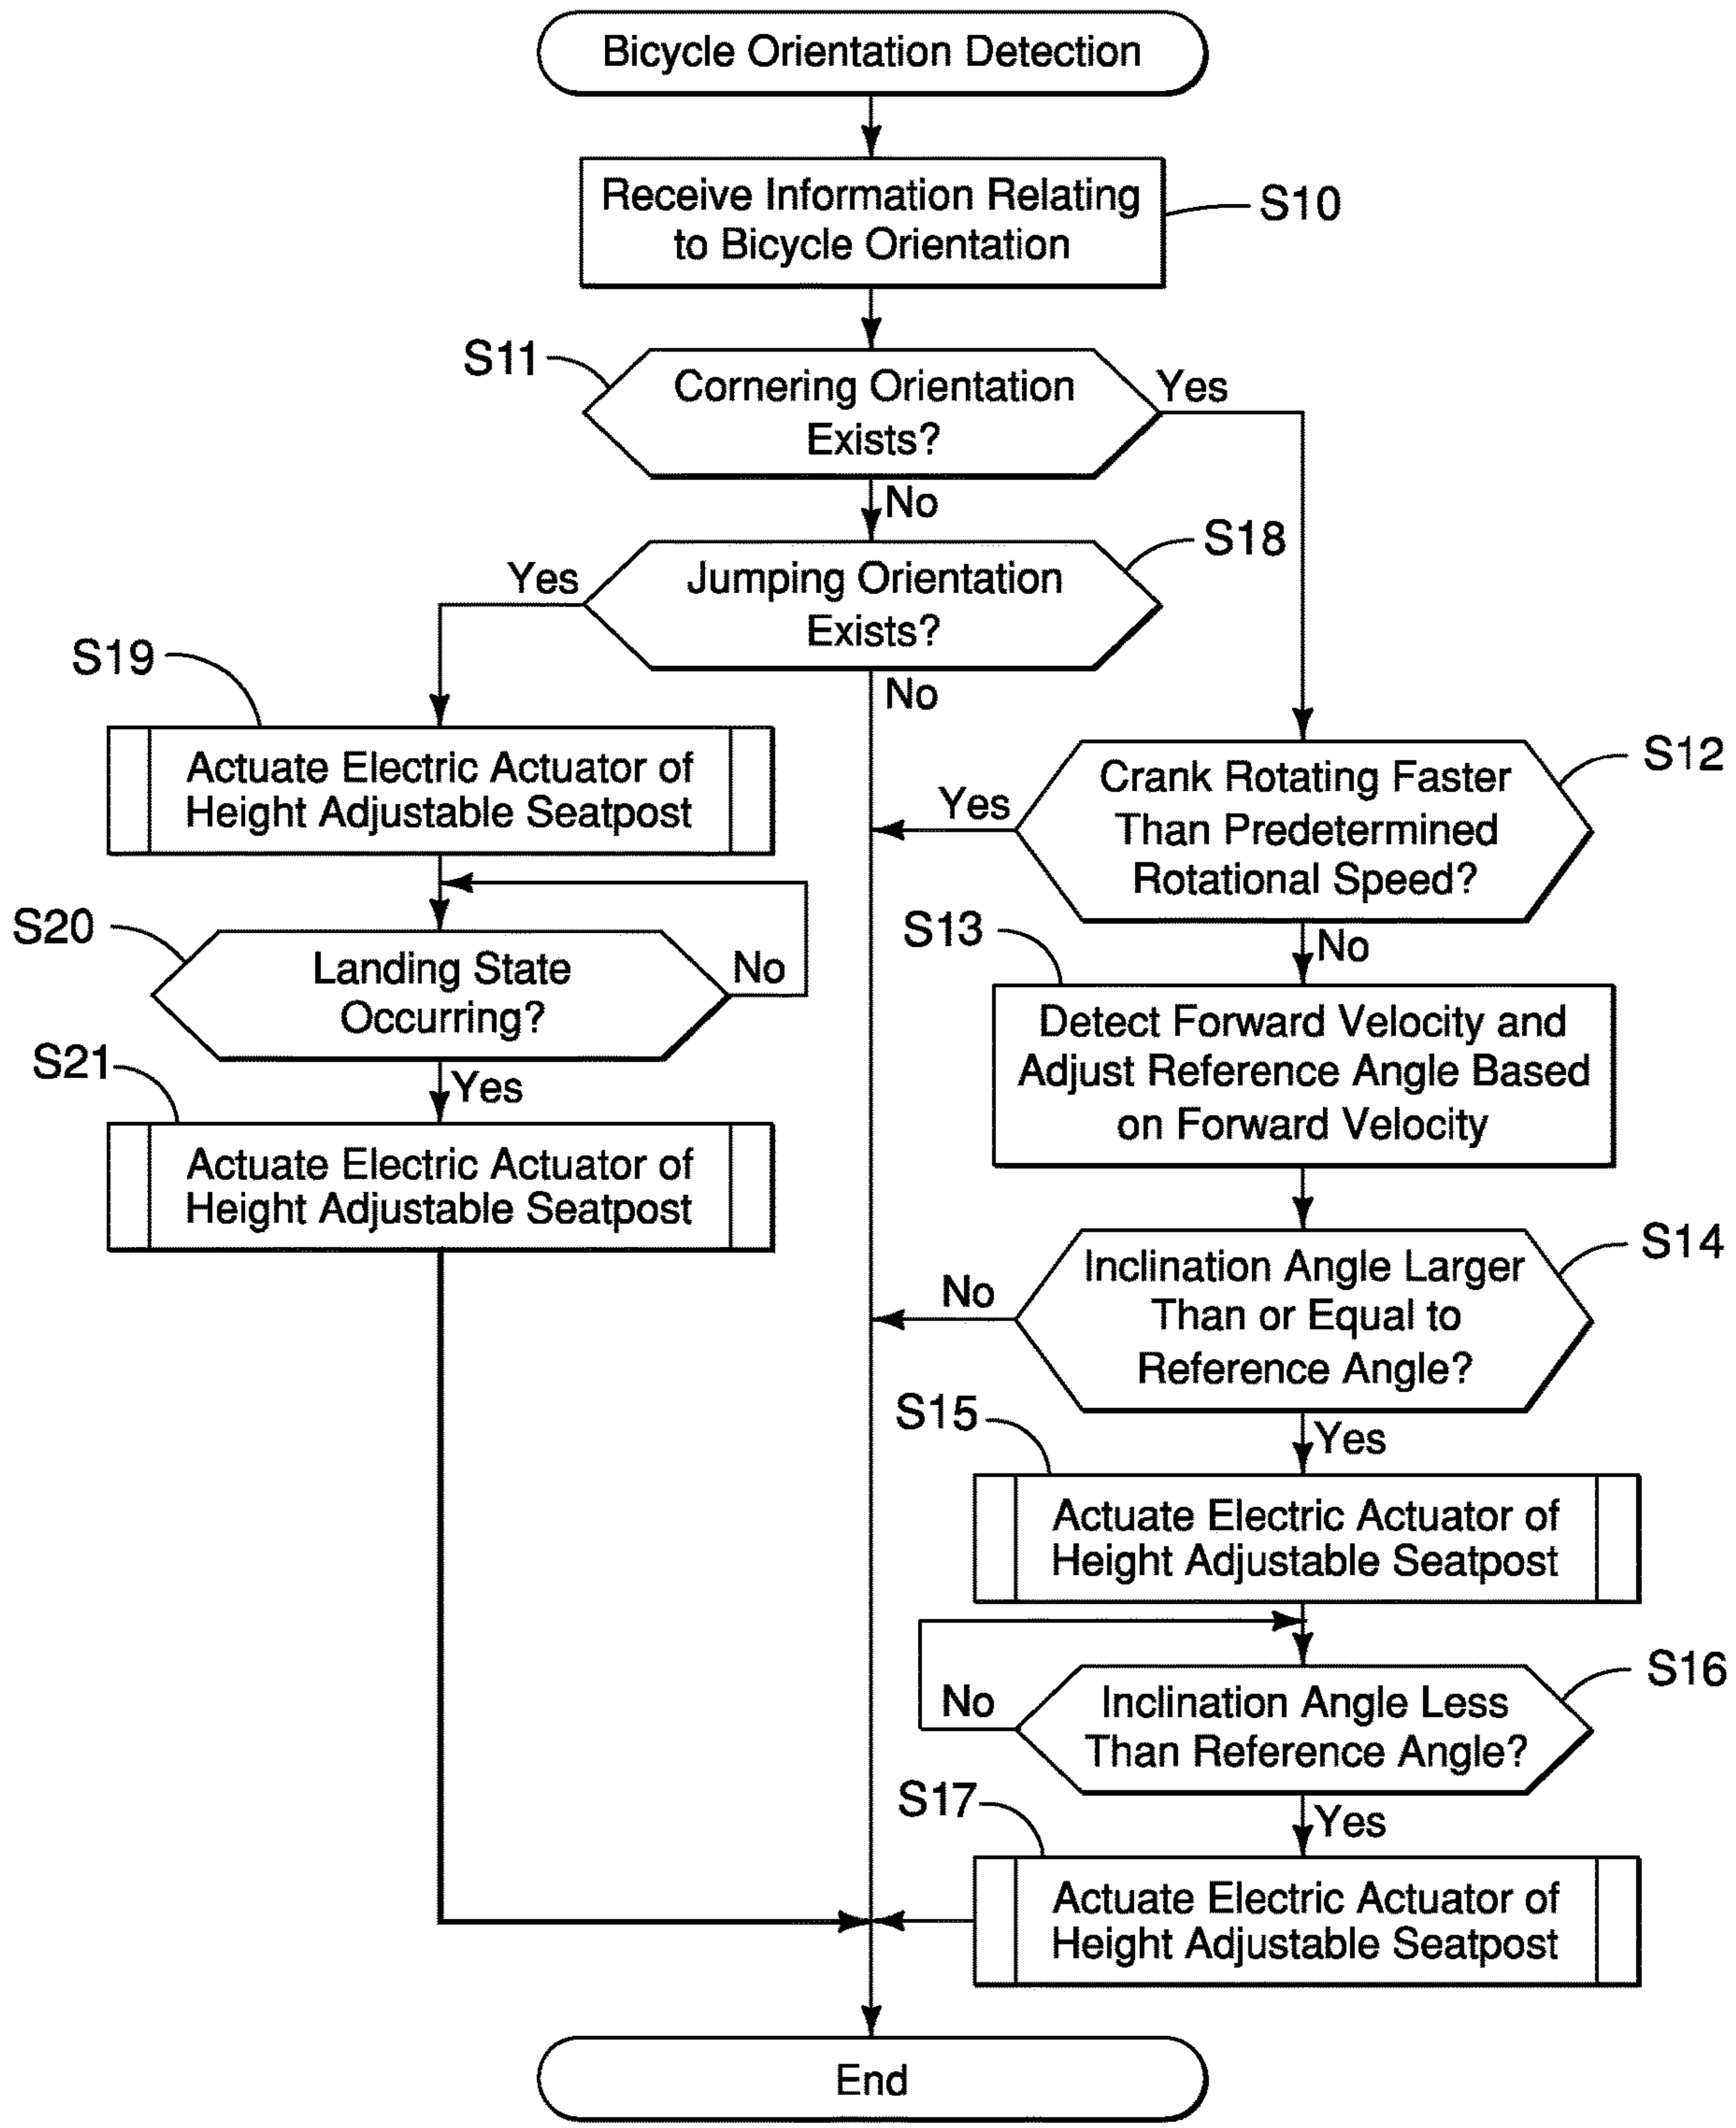 Bicycle Orientation Detection
Receive Information Relating
to Bicycle Orientation
S10
S11
Cornering Orientation
Exists?
Yes
No
S18
Jumping Orientation
Exists?
Yes
No
S19
Actuate Electric Actuator of
Height Adjustable Seatpost
S20
Landing State
Occurring?
No
S21
Yes
Actuate Electric Actuator of
Height Adjustable Seatpost
S12
Crank Rotating Faster
Than Predetermined
Rotational Speed?
Yes
No
S13
Detect Forward Velocity and
Adjust Reference Angle Based
on Forward Velocity
S14
Inclination Angle Larger
Than or Equal to
Reference Angle?
No
Yes
S15
Actuate Electric Actuator of
Height Adjustable Seatpost
S16
Inclination Angle Less
Than Reference Angle?
No
Yes
S17
Actuate Electric Actuator of
Height Adjustable Seatpost
End